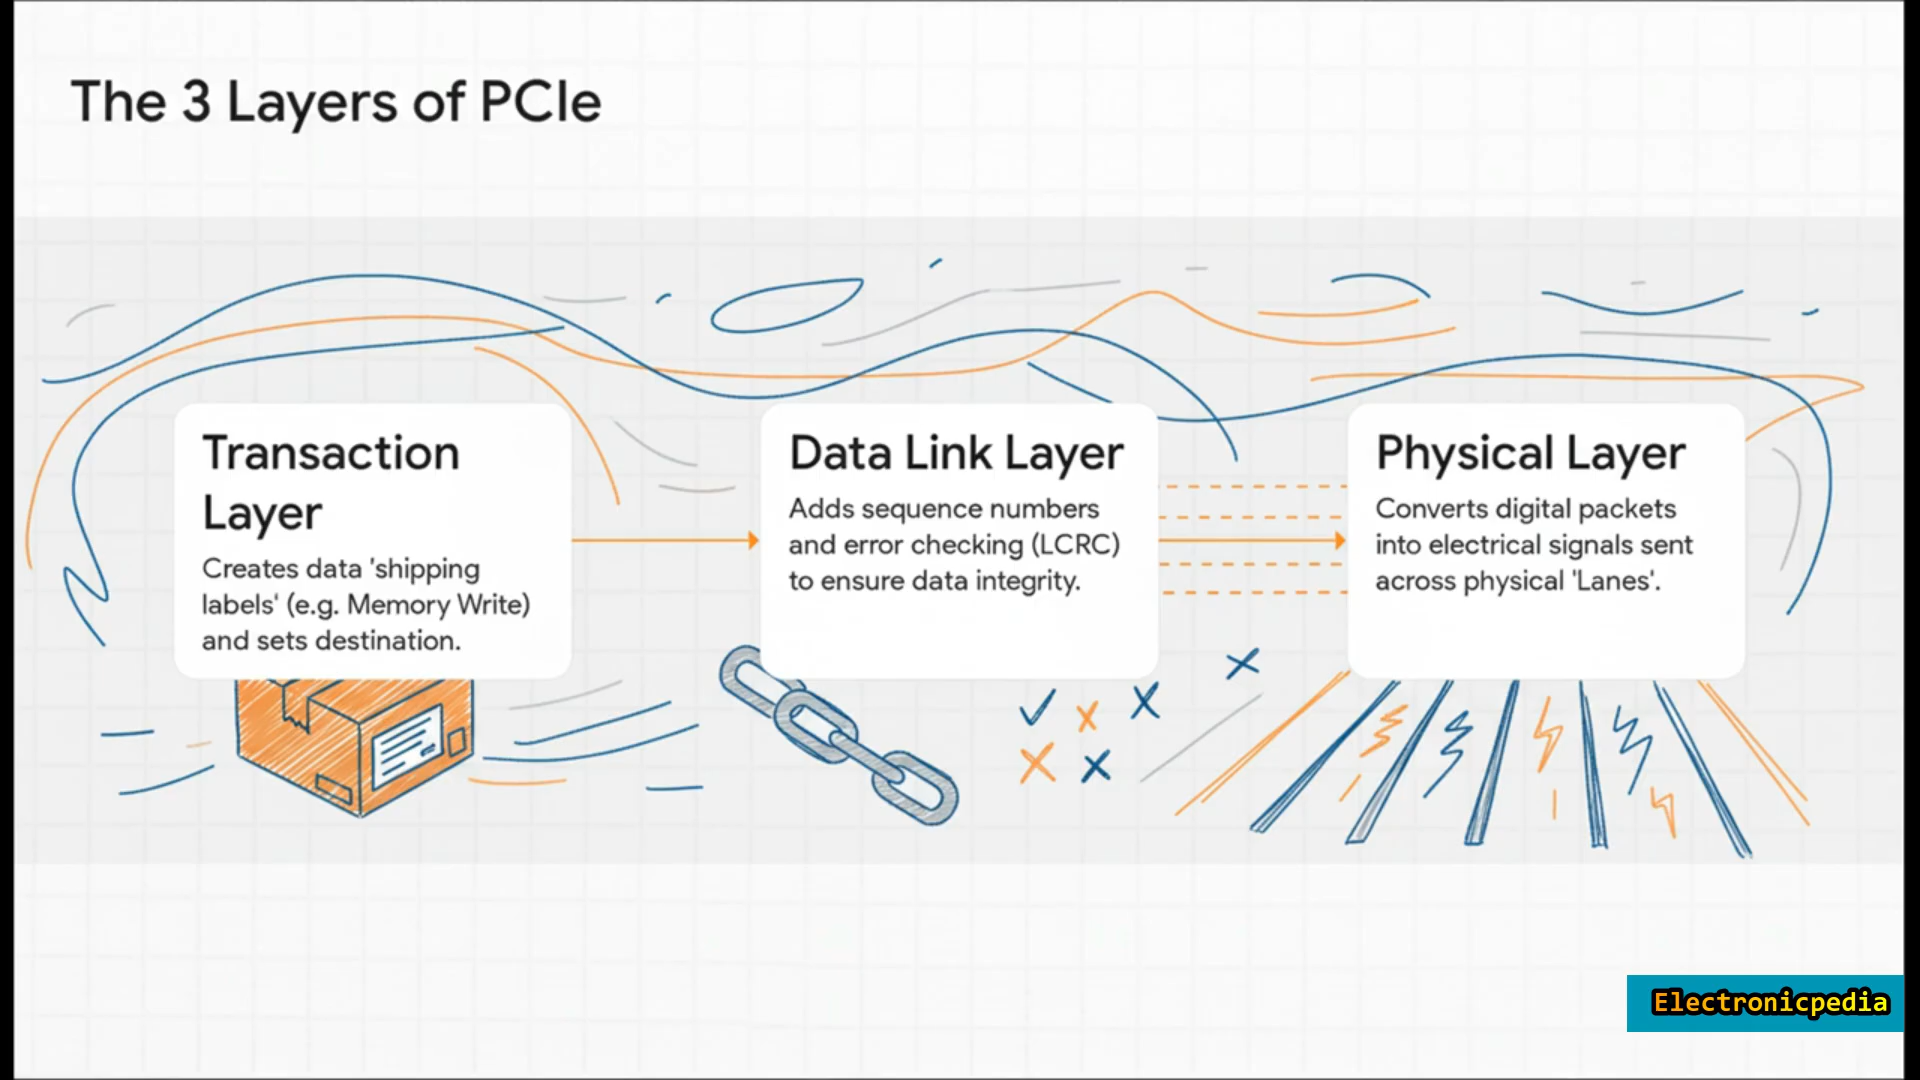 The 3 Layers of PCIe
Transaction
Layer
Creates data 'shipping
labels' (e.g. Memory Write)
and sets destination.
Data Link Layer
Adds sequence numbers
and error checking (LCRC)
to ensure data integrity.
Physical Layer
Converts digital packets
into electrical signals sent
across physical 'Lanes'.
Electronicpedia